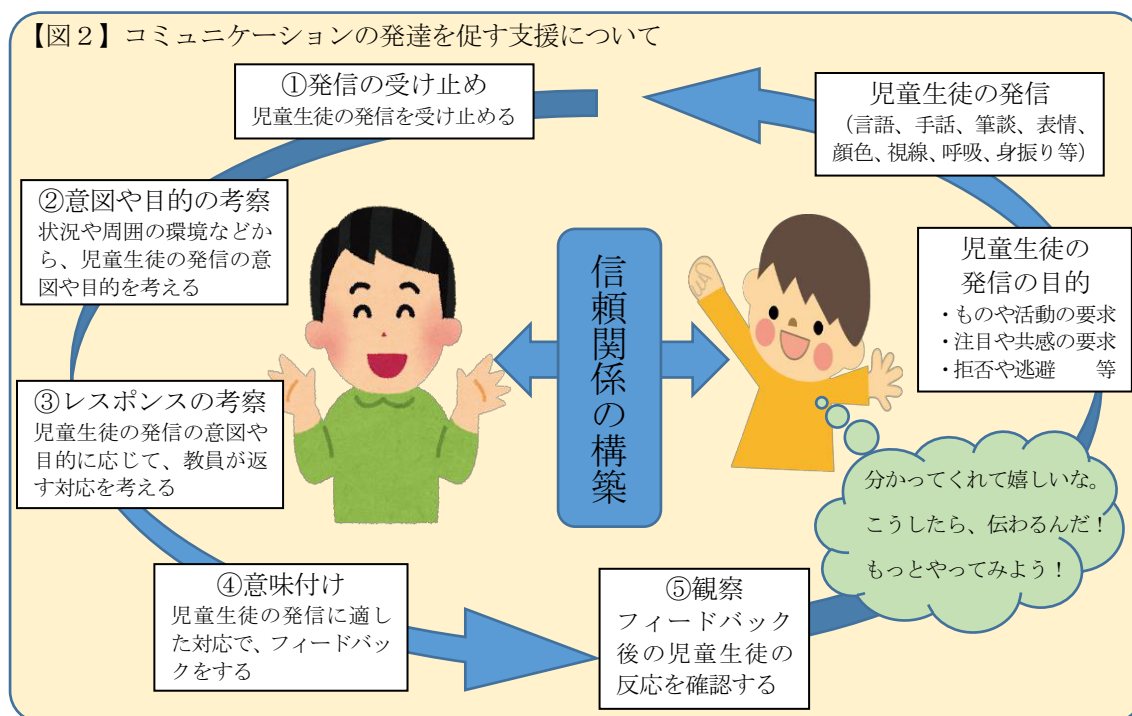 【図２】コミュニケーションの発達を促す支援について
①発信の受け止め
児童生徒の発信を受け止める
②意図や目的の考察
状況や周囲の環境などか
ら、児童生徒の発信の意
図や目的を考える
③レスポンスの考察
児童生徒の発信の意図や
目的に応じて、教員が返
す対応を考える
④意味付け
児童生徒の発信に適し
た対応で、フィードバッ
クをする
⑤観察
フィードバック
後の児童生徒の
反応を確認する
信頼関係の構築
児童生徒の発信
（言語、手話、筆談、表情、
顔色、視線、呼吸、身振り等）
児童生徒の
発信の目的
・ものや活動の要求
・注目や共感の要求
・拒否や逃避　等
分かってくれて嬉しいな。
こうしたら、伝わるんだ！
もっとやってみよう！